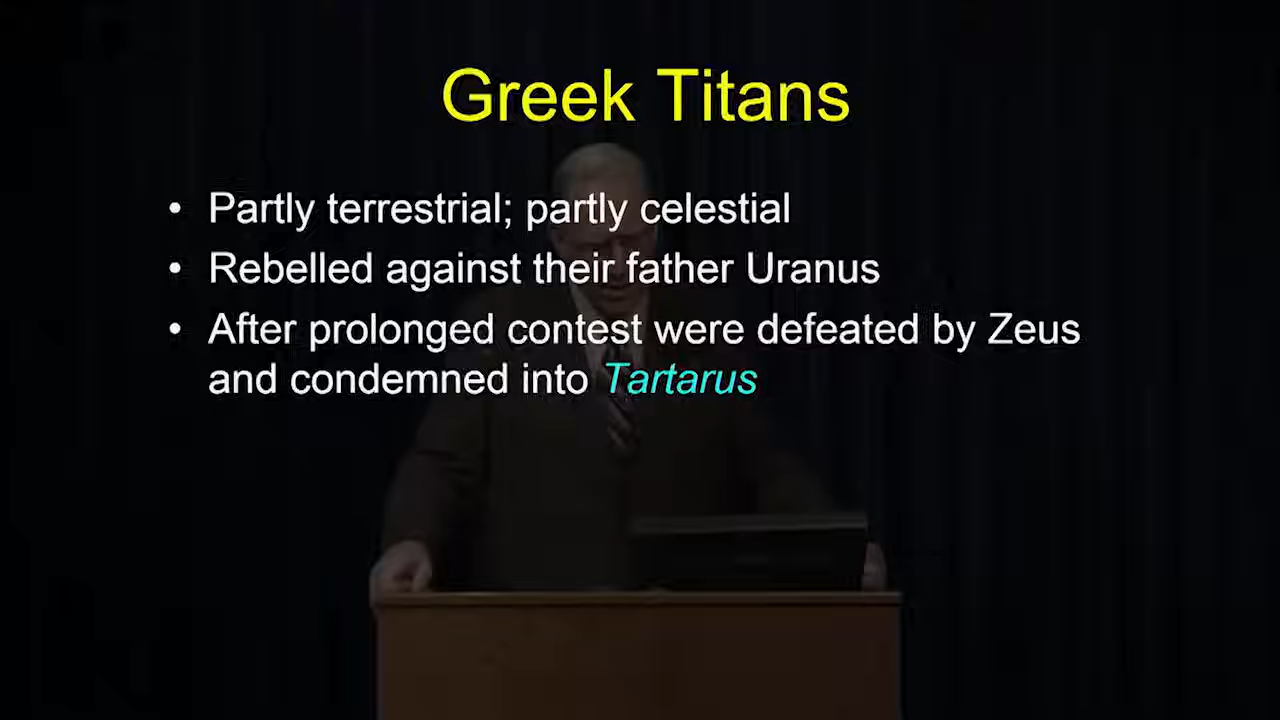 Greek Titans
• Partly terrestrial; partly celestial
• Rebelled against their father Uranus
• After prolonged contest were defeated by Zeus
and condemned into Tartarus